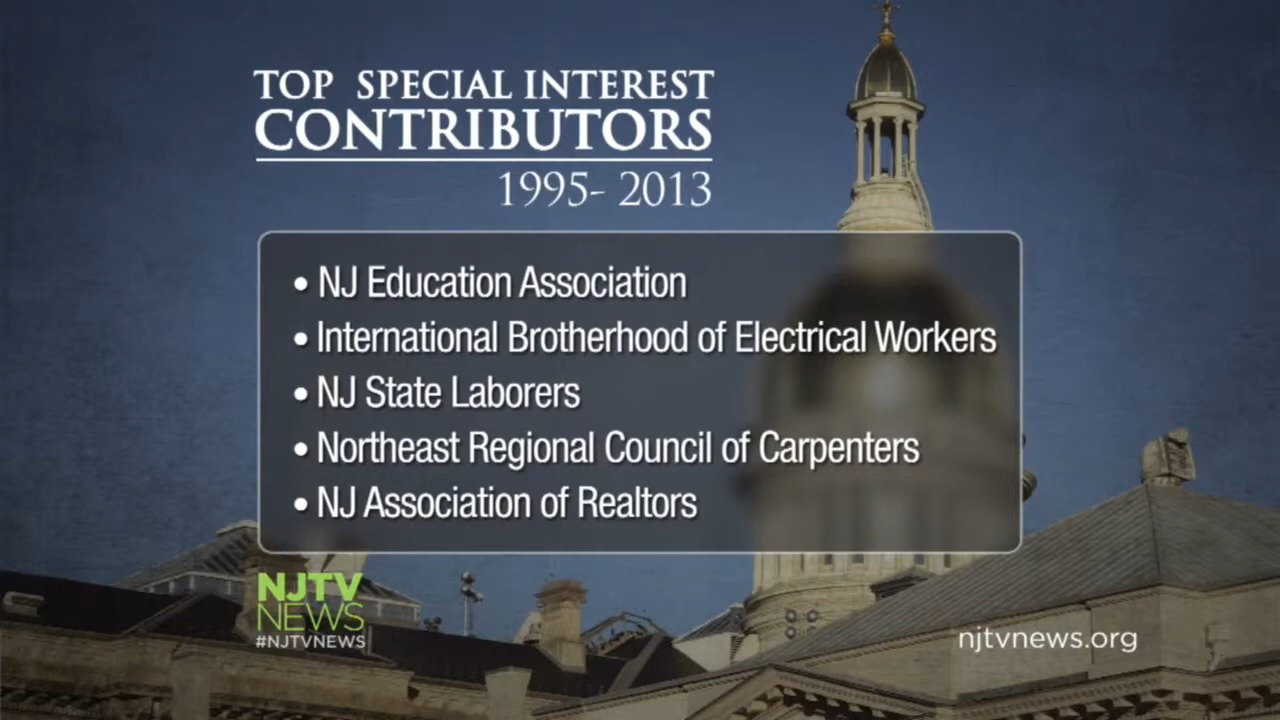 TOP SPECIAL INTEREST
CONTRIBUTORS
1995- 2013
• NJ Education Association
• International Brotherhood of Electrical Workers
• NJ State Laborers
• Northeast Regional Council of Carpenters
• NJ Association of Realtors
NJTV
NEWS
#NJTVNEWS
njtvnews.org